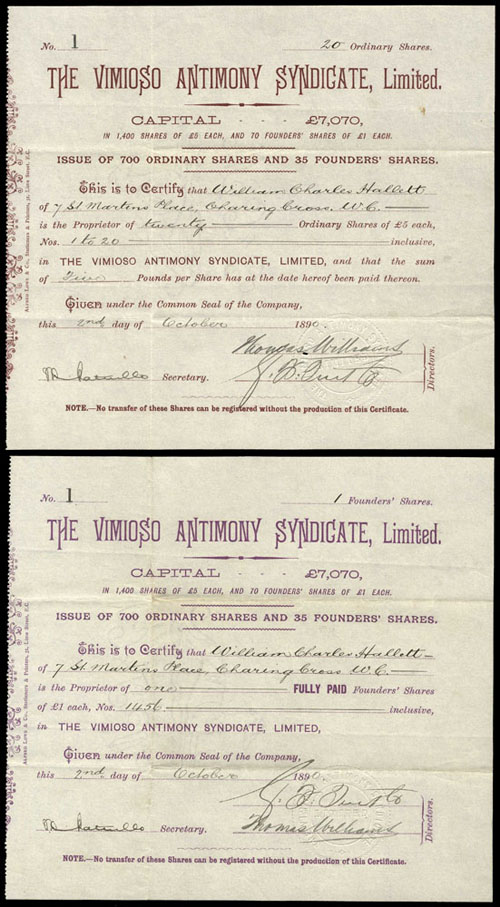 No. 1 20 Ordinary Shares.
THE VIMIOSO ANTIMONY SYNDICATE, Limited.
CAPITAL - - - £7,070,
IN 1,400 SHARES OF £5 EACH, AND 70 FOUNDERS' SHARES OF £1 EACH.
ISSUE OF 700 ORDINARY SHARES AND 35 FOUNDERS' SHARES.
This is to Certify that William Charles Hallett
of 7 St. Martins Place, Charing Cross. W.C.
is the Proprietor of twenty Ordinary Shares of £5 each,
Nos. 1 to 20 inclusive,
in THE VIMIOSO ANTIMONY SYNDICATE, LIMITED, and that the sum
of Five Pounds per Share has at the date hereof been paid thereon.
Given under the Common Seal of the Company,
this 2nd day of October 1890.
Thomas Williams
Secretary.
Directors.
NOTE.—No transfer of these Shares can be registered without the production of this Certificate.
No. 1 1 Founders' Shares.
THE VIMIOSO ANTIMONY SYNDICATE, Limited.
CAPITAL - - - £7,070,
IN 1,400 SHARES OF £5 EACH, AND 70 FOUNDERS' SHARES OF £1 EACH.
ISSUE OF 700 ORDINARY SHARES AND 35 FOUNDERS' SHARES.
This is to Certify that William Charles Hallett
of 7 St. Martins Place, Charing Cross W.C.
is the Proprietor of one FULLY PAID Founders' Shares
of £1 each, Nos. 1456 inclusive,
in THE VIMIOSO ANTIMONY SYNDICATE, LIMITED,
Given under the Common Seal of the Company,
this 2nd day of October 1890.
Secretary. Thomas Williams
Directors.
NOTE.—No transfer of these Shares can be registered without the production of this Certificate.